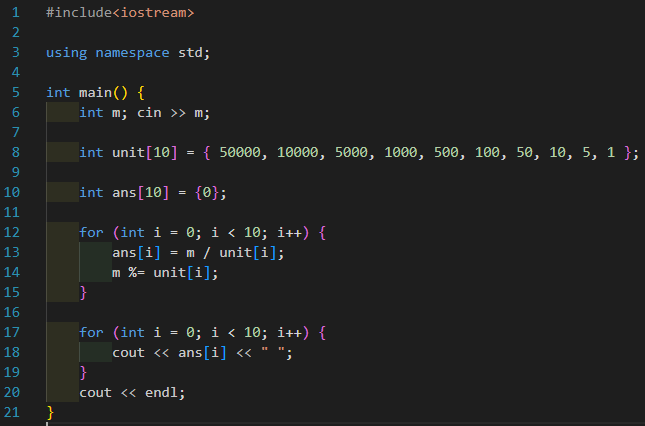 1 #include<iostream>
2
3 using namespace std;
4
5 int main() {
6     int m; cin >> m;
7
8     int unit[10] = { 50000, 10000, 5000, 1000, 500, 100, 50, 10, 5, 1 };
9
10     int ans[10] = {0};
11
12     for (int i = 0; i < 10; i++) {
13         ans[i] = m / unit[i];
14         m %= unit[i];
15     }
16
17     for (int i = 0; i < 10; i++) {
18         cout << ans[i] << " ";
19     }
20     cout << endl;
21 }